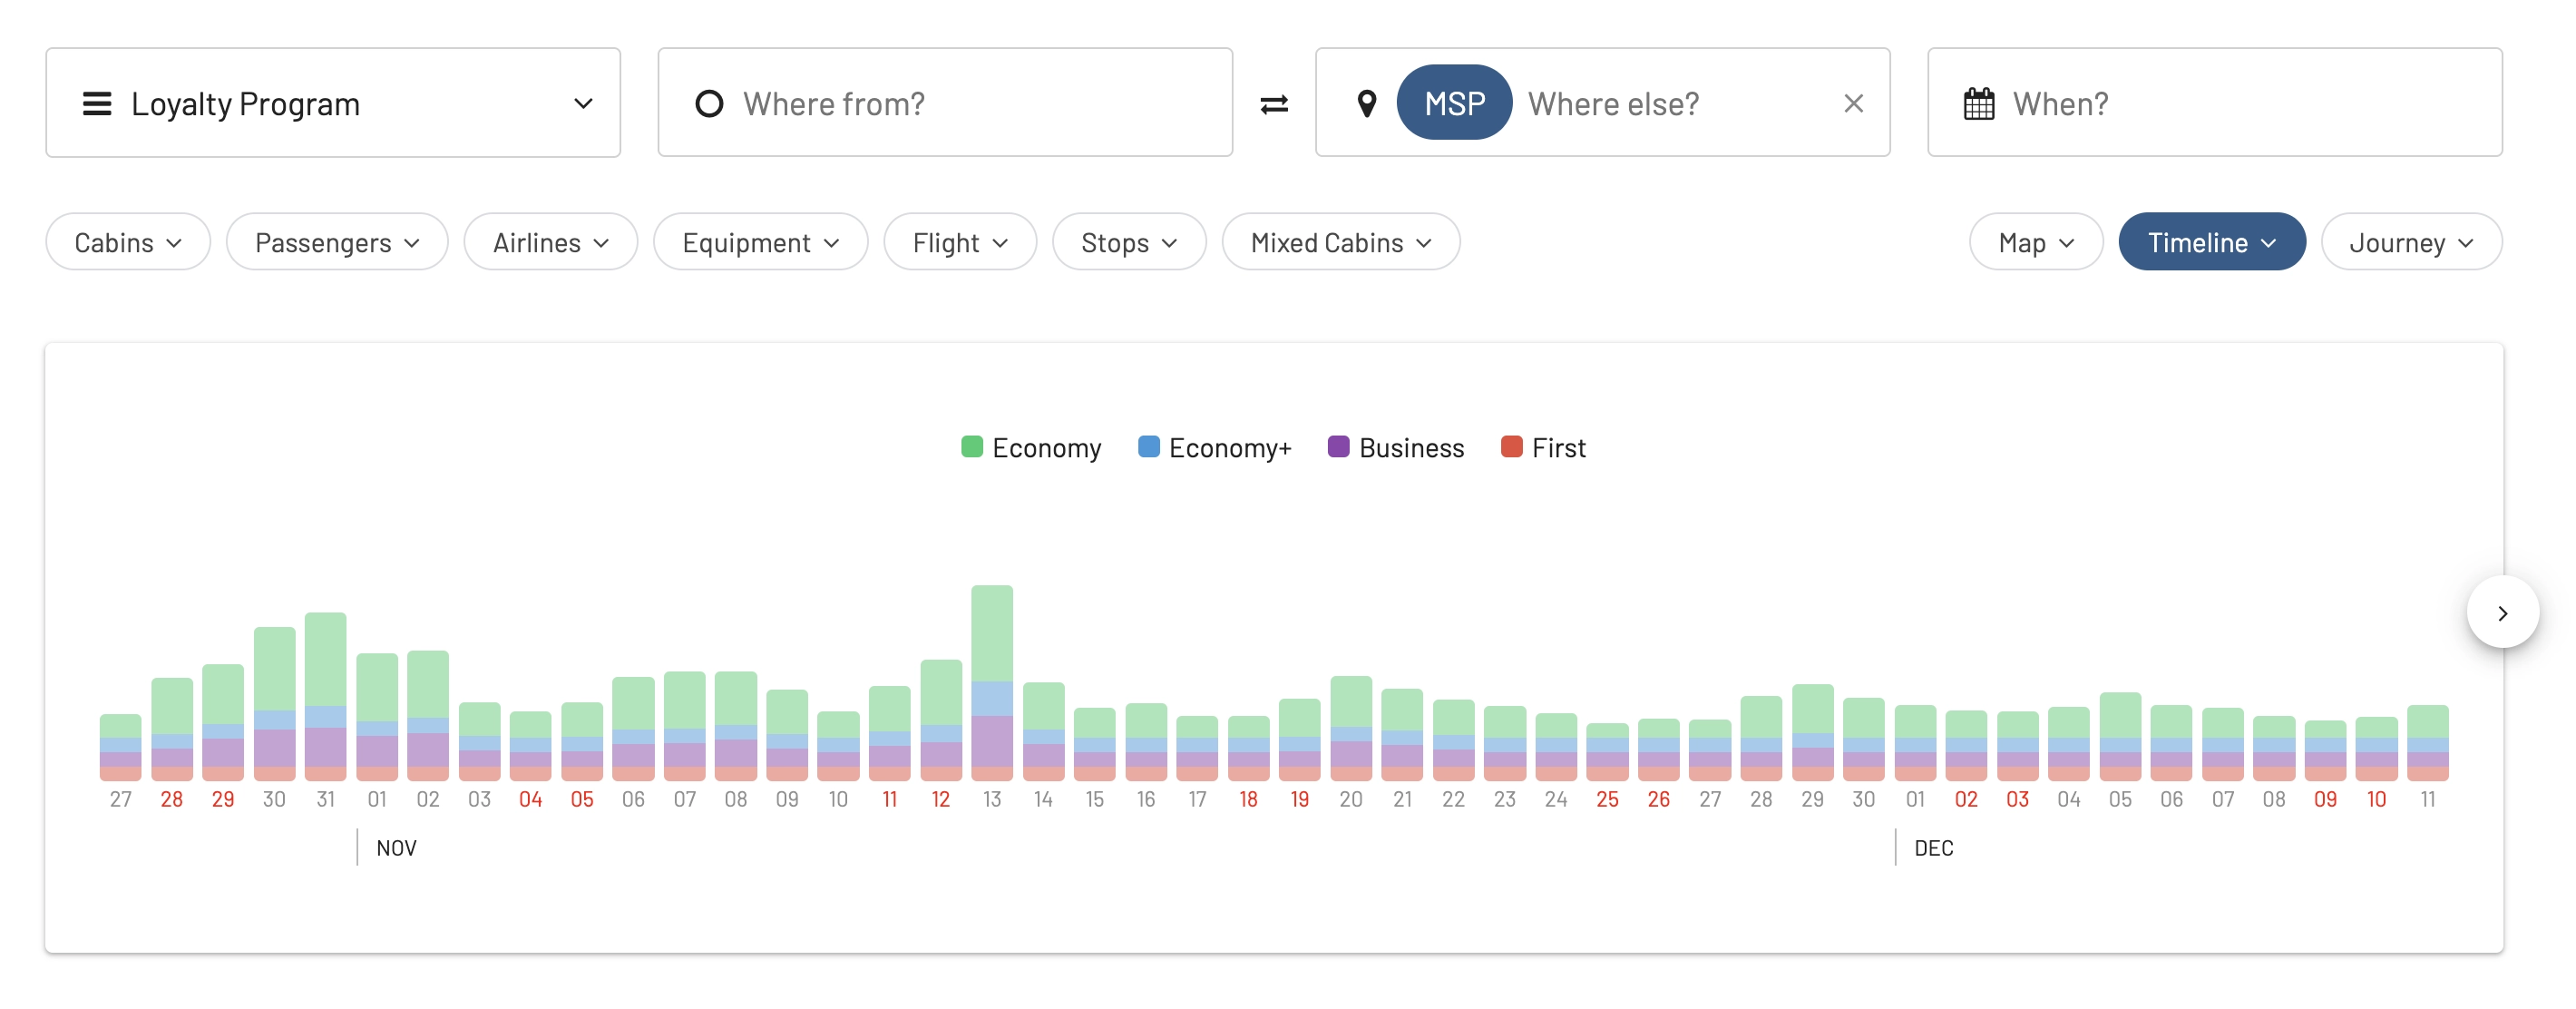 Loyalty Program Where from? MSP Where else? When?
Cabins Passengers Airlines Equipment Flight Stops Mixed Cabins Map Timeline Journey
Economy Economy+ Business First
27 28 29 30 31 01 02 03 04 05 06 07 08 09 10 11 12 13 14 15 16 17 18 19 20 21 22 23 24 25 26 27 28 29 30 01 02 03 04 05 06 07 08 09 10 11
NOV DEC